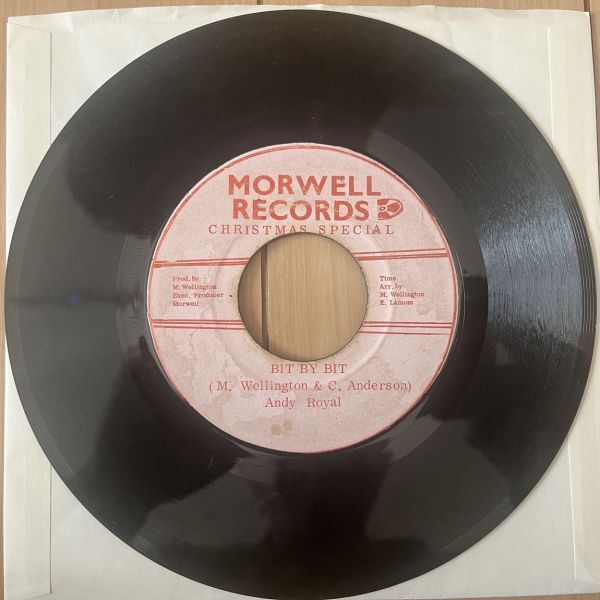 MORWELL
RECORDS
CHRISTMAS SPECIAL
Prod. by:
M. Wellington
Exec. Producer
Morwell
Time
Arr. by:
M. Wellington
E. Lamont
BIT BY BIT
(M. Wellington & C. Anderson)
Andy Royal